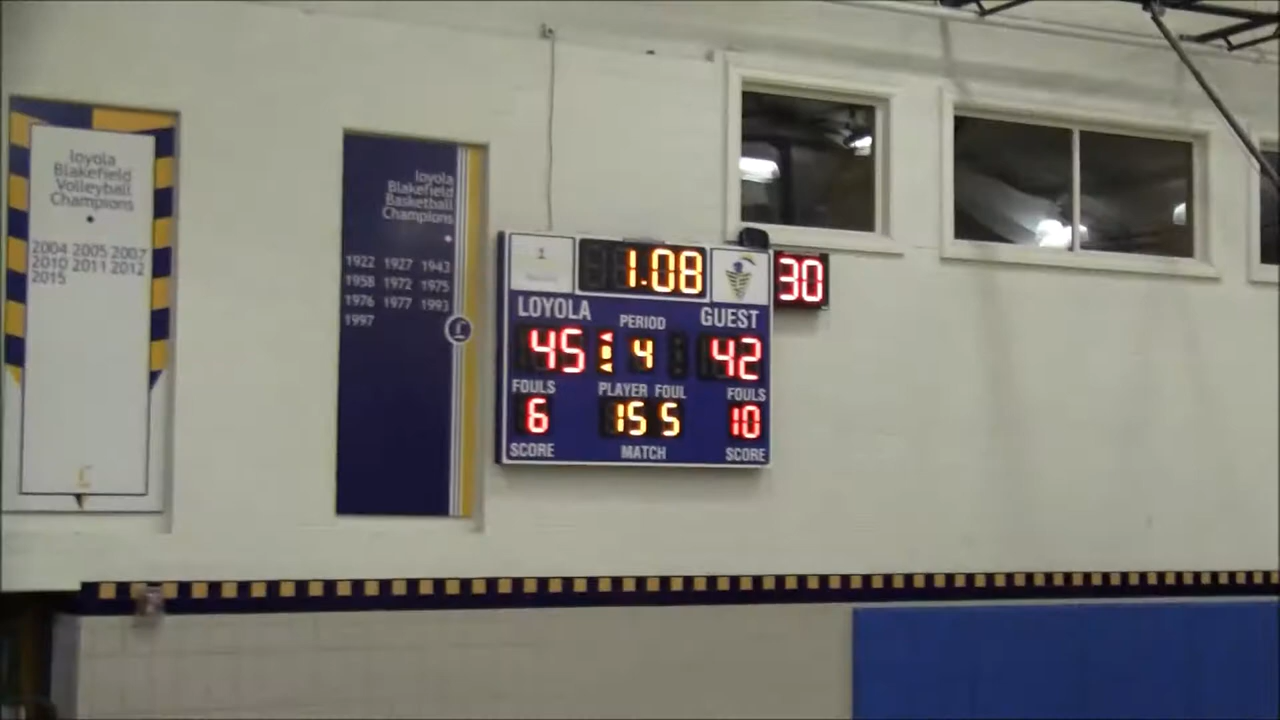 loyola
Blakefield
Volleyball
Champions
2004 2005 2007
2010 2011 2012
2015
loyola
Blakefield
Basketball
Champions
1922 1927 1943
1958 1972 1975
1976 1977 1993
1997
1.08
30
LOYOLA PERIOD GUEST
45 4 42
FOULS PLAYER FOUL FOULS
6 15 5 10
SCORE MATCH SCORE